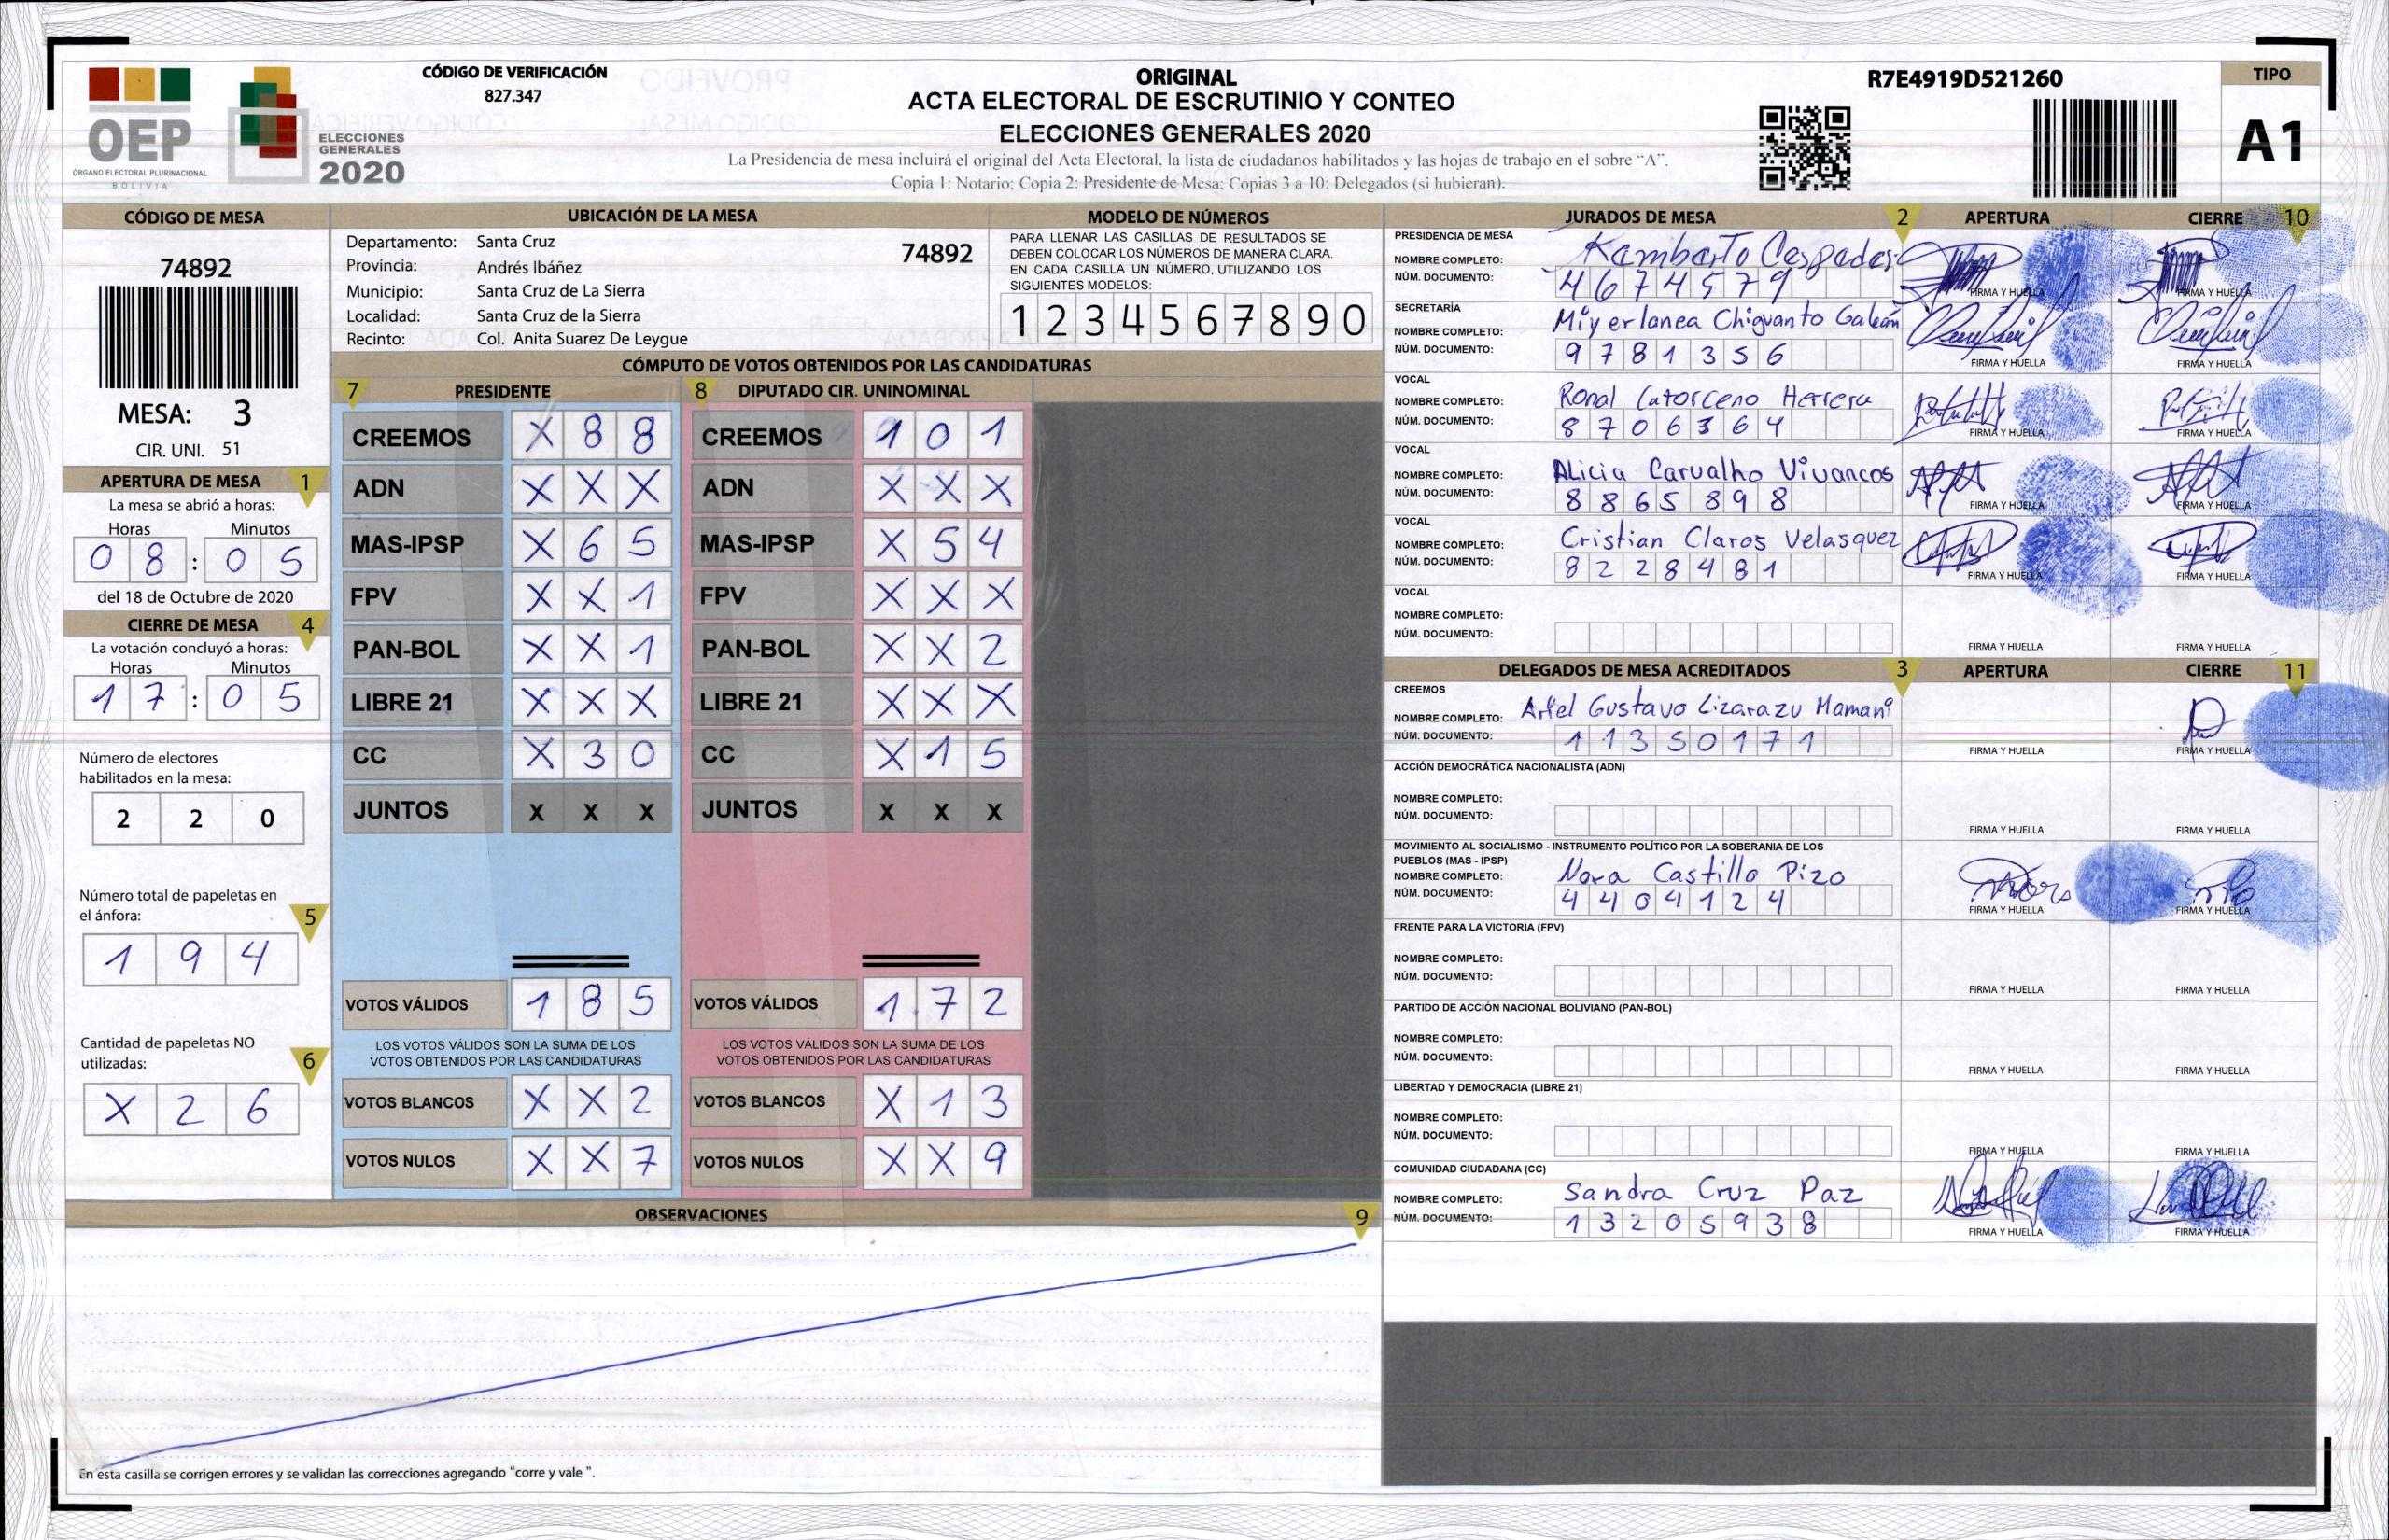 CÓDIGO DE VERIFICACIÓN
827.347
OEP
ÓRGANO ELECTORAL PLURINACIONAL
BOLIVIA
ELECCIONES
GENERALES
2020
ORIGINAL
ACTA ELECTORAL DE ESCRUTINIO Y CONTEO
ELECCIONES GENERALES 2020
La Presidencia de mesa incluirá el original del Acta Electoral, la lista de ciudadanos habilitados y las hojas de trabajo en el sobre “A”.
Copia 1: Notario; Copia 2: Presidente de Mesa; Copias 3 a 10: Delegados (si hubieran).
R7E4919D521260
TIPO
A1
CÓDIGO DE MESA
74892
MESA: 3
CIR. UNI. 51
APERTURA DE MESA 1
La mesa se abrió a horas:
Horas Minutos
0 8 : 0 5
del 18 de Octubre de 2020
CIERRE DE MESA 4
La votación concluyó a horas:
Horas Minutos
1 7 : 0 5
Número de electores
habilitados en la mesa:
2 2 0
Número total de papeletas en
el ánfora: 5
1 9 4
Cantidad de papeletas NO
utilizadas: 6
X 2 6
UBICACIÓN DE LA MESA
Departamento: Santa Cruz 74892
Provincia: Andrés Ibáñez
Municipio: Santa Cruz de La Sierra
Localidad: Santa Cruz de la Sierra
Recinto: Col. Anita Suarez De Leygue
MODELO DE NÚMEROS
PARA LLENAR LAS CASILLAS DE RESULTADOS SE
DEBEN COLOCAR LOS NÚMEROS DE MANERA CLARA.
EN CADA CASILLA UN NÚMERO, UTILIZANDO LOS
SIGUIENTES MODELOS:
1 2 3 4 5 6 7 8 9 0
CÓMPUTO DE VOTOS OBTENIDOS POR LAS CANDIDATURAS
7 PRESIDENTE 8 DIPUTADO CIR. UNINOMINAL
CREEMOS X 8 8 CREEMOS 1 0 1
ADN X X X ADN X X X
MAS-IPSP X 6 5 MAS-IPSP X 5 4
FPV X X 1 FPV X X X
PAN-BOL X X 1 PAN-BOL X X 2
LIBRE 21 X X X LIBRE 21 X X X
CC X 3 0 CC X 1 5
JUNTOS X X X JUNTOS X X X
VOTOS VÁLIDOS 1 8 5 VOTOS VÁLIDOS 1 7 2
LOS VOTOS VÁLIDOS SON LA SUMA DE LOS LOS VOTOS VÁLIDOS SON LA SUMA DE LOS
VOTOS OBTENIDOS POR LAS CANDIDATURAS VOTOS OBTENIDOS POR LAS CANDIDATURAS
VOTOS BLANCOS X X 2 VOTOS BLANCOS X 1 3
VOTOS NULOS X X 7 VOTOS NULOS X X 9
OBSERVACIONES 9
En esta casilla se corrigen errores y se validan las correcciones agregando "corre y vale ".
JURADOS DE MESA 2 APERTURA CIERRE 10
PRESIDENCIA DE MESA
NOMBRE COMPLETO: Cespedes
NÚM. DOCUMENTO: 4 6 7 4 5 7 9 FIRMA Y HUELLA FIRMA Y HUELLA
SECRETARÍA
NOMBRE COMPLETO: Miyerlanea Chiquanto Galeán
NÚM. DOCUMENTO: 9 7 8 1 3 5 6 FIRMA Y HUELLA FIRMA Y HUELLA
VOCAL
NOMBRE COMPLETO: Ronal Catorceno Herrera
NÚM. DOCUMENTO: 8 7 0 6 3 6 4 FIRMA Y HUELLA FIRMA Y HUELLA
VOCAL
NOMBRE COMPLETO: Alicia Carvalho Vivancos
NÚM. DOCUMENTO: 8 8 6 5 8 9 8 FIRMA Y HUELLA FIRMA Y HUELLA
VOCAL
NOMBRE COMPLETO: Cristian Claros Velasquez
NÚM. DOCUMENTO: 8 2 2 8 4 8 1 FIRMA Y HUELLA FIRMA Y HUELLA
VOCAL
NOMBRE COMPLETO:
NÚM. DOCUMENTO: FIRMA Y HUELLA FIRMA Y HUELLA
DELEGADOS DE MESA ACREDITADOS 3 APERTURA CIERRE 11
CREEMOS
NOMBRE COMPLETO: Ariel Gustavo Lizarazu Mamani
NÚM. DOCUMENTO: 1 1 3 5 0 1 7 1 FIRMA Y HUELLA FIRMA Y HUELLA
ACCIÓN DEMOCRÁTICA NACIONALISTA (ADN)
NOMBRE COMPLETO:
NÚM. DOCUMENTO: FIRMA Y HUELLA FIRMA Y HUELLA
MOVIMIENTO AL SOCIALISMO - INSTRUMENTO POLÍTICO POR LA SOBERANIA DE LOS
PUEBLOS (MAS - IPSP)
NOMBRE COMPLETO: Nora Castillo Pizo
NÚM. DOCUMENTO: 4 4 0 4 1 2 4 FIRMA Y HUELLA FIRMA Y HUELLA
FRENTE PARA LA VICTORIA (FPV)
NOMBRE COMPLETO:
NÚM. DOCUMENTO: FIRMA Y HUELLA FIRMA Y HUELLA
PARTIDO DE ACCIÓN NACIONAL BOLIVIANO (PAN-BOL)
NOMBRE COMPLETO:
NÚM. DOCUMENTO: FIRMA Y HUELLA FIRMA Y HUELLA
LIBERTAD Y DEMOCRACIA (LIBRE 21)
NOMBRE COMPLETO:
NÚM. DOCUMENTO: FIRMA Y HUELLA FIRMA Y HUELLA
COMUNIDAD CIUDADANA (CC)
NOMBRE COMPLETO: Sandra Cruz Paz
NÚM. DOCUMENTO: 1 3 2 0 5 9 3 8 FIRMA Y HUELLA FIRMA Y HUELLA